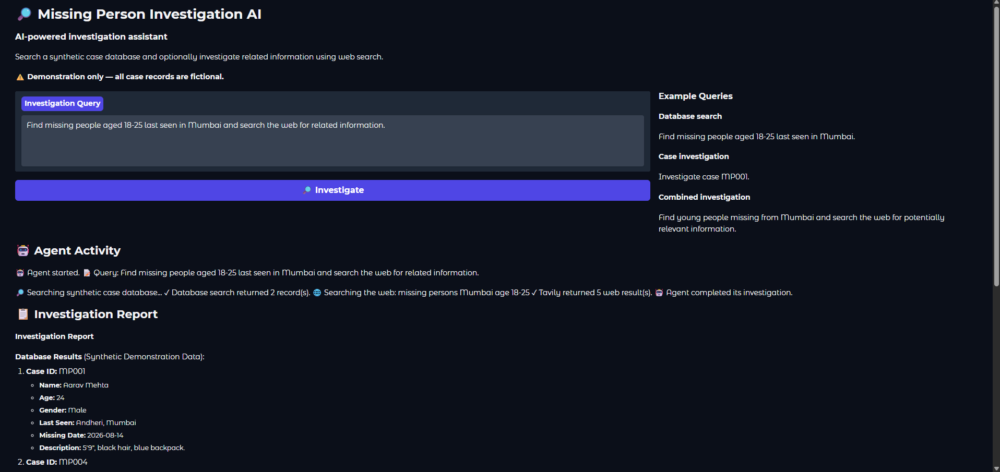 Missing Person Investigation AI
AI-powered investigation assistant
Search a synthetic case database and optionally investigate related information using web search.
Demonstration only — all case records are fictional.
Investigation Query
Find missing people aged 18-25 last seen in Mumbai and search the web for related information.
Investigate
Example Queries
Database search
Find missing people aged 18-25 last seen in Mumbai.
Case investigation
Investigate case MP001.
Combined investigation
Find young people missing from Mumbai and search the web for potentially
relevant information.
Agent Activity
Agent started. Query: Find missing people aged 18-25 last seen in Mumbai and search the web for related information.
Searching synthetic case database... ✓ Database search returned 2 record(s). Searching the web: missing persons Mumbai age 18-25 ✓ Tavily returned 5 web result(s). Agent completed its investigation.
Investigation Report
Investigation Report
Database Results (Synthetic Demonstration Data):
1. Case ID: MP001
Name: Aarav Mehta
Age: 24
Gender: Male
Last Seen: Andheri, Mumbai
Missing Date: 2026-08-14
Description: 5'9", black hair, blue backpack.
2. Case ID: MP004